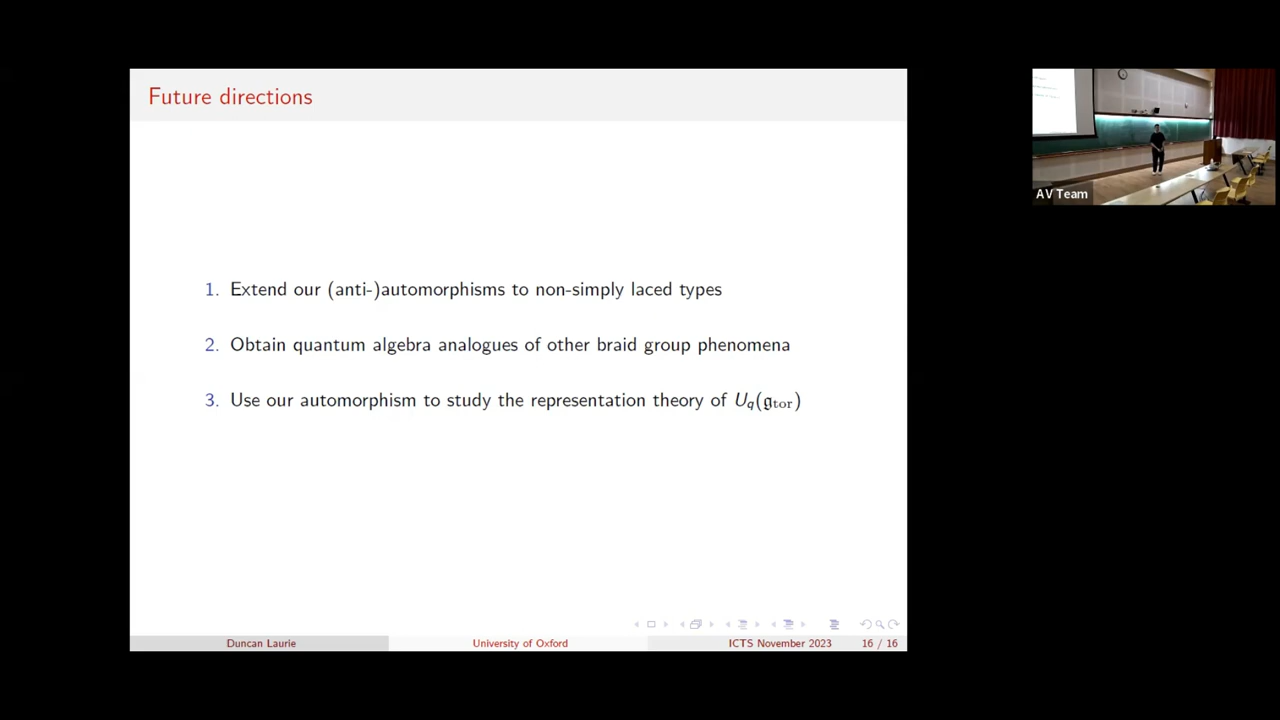 Future directions
1. Extend our (anti-)automorphisms to non-simply laced types
2. Obtain quantum algebra analogues of other braid group phenomena
3. Use our automorphism to study the representation theory of U_q(𝔤_tor)
Duncan Laurie University of Oxford ICTS November 2023 16 / 16
AV Team